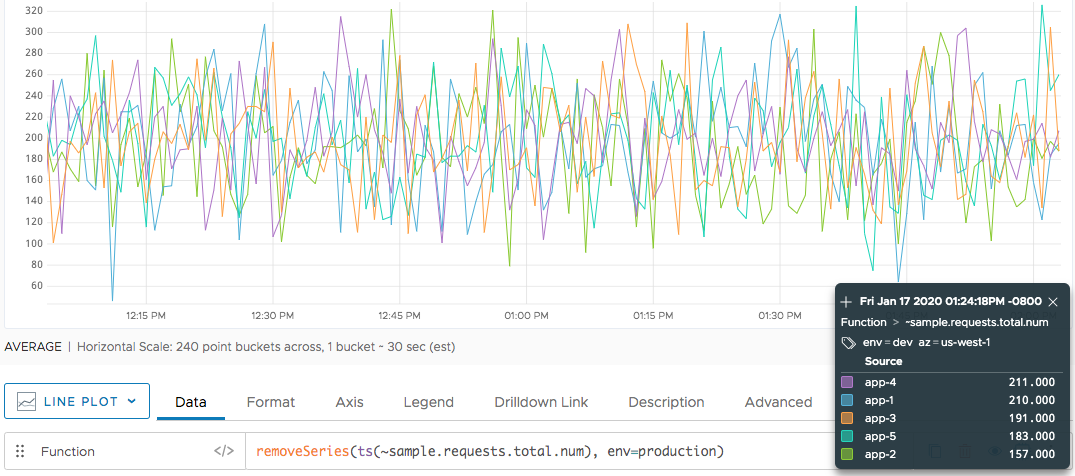 320
300
280
260
240
220
200
180
160
140
120
100
80
60
12:15 PM 12:30 PM 12:45 PM 01:00 PM 01:15 PM 01:30 PM
Fri Jan 17 2020 01:24:18PM -0800
Function > ~sample.requests.total.num
env = dev az = us-west-1
Source
app-4 211.000
app-1 210.000
app-3 191.000
app-5 183.000
app-2 157.000
AVERAGE | Horizontal Scale: 240 point buckets across, 1 bucket ~ 30 sec (est)
LINE PLOT Data Format Axis Legend Drilldown Link Description Advanced
Function </> removeSeries(ts(~sample.requests.total.num), env=production)